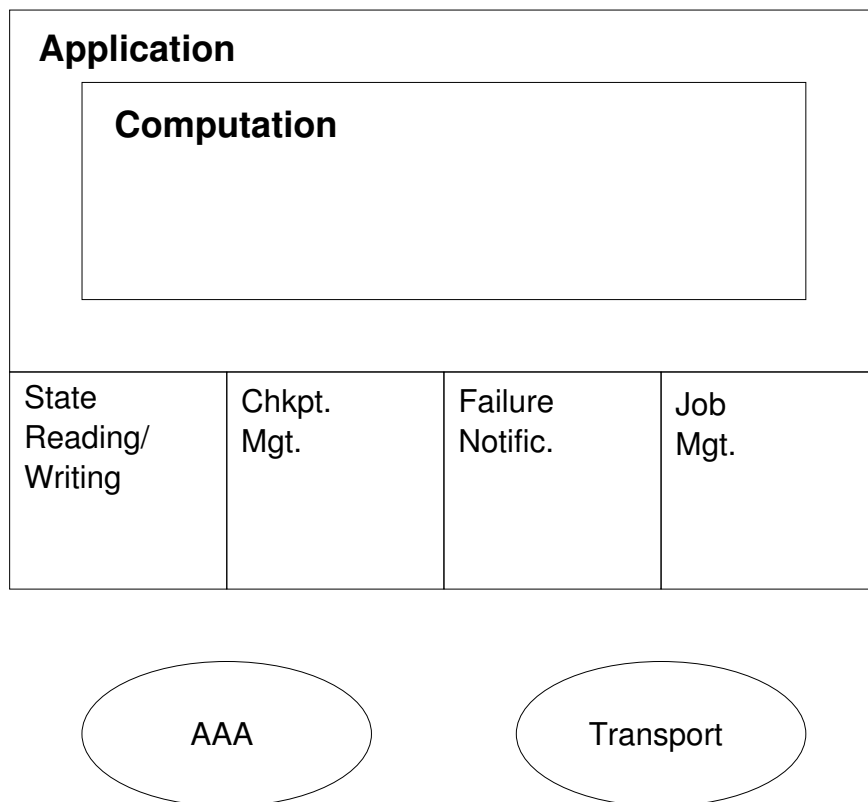 Application
Computation
State
Reading/
Writing
Chkpt.
Mgt.
Failure
Notific.
Job
Mgt.
AAA
Transport